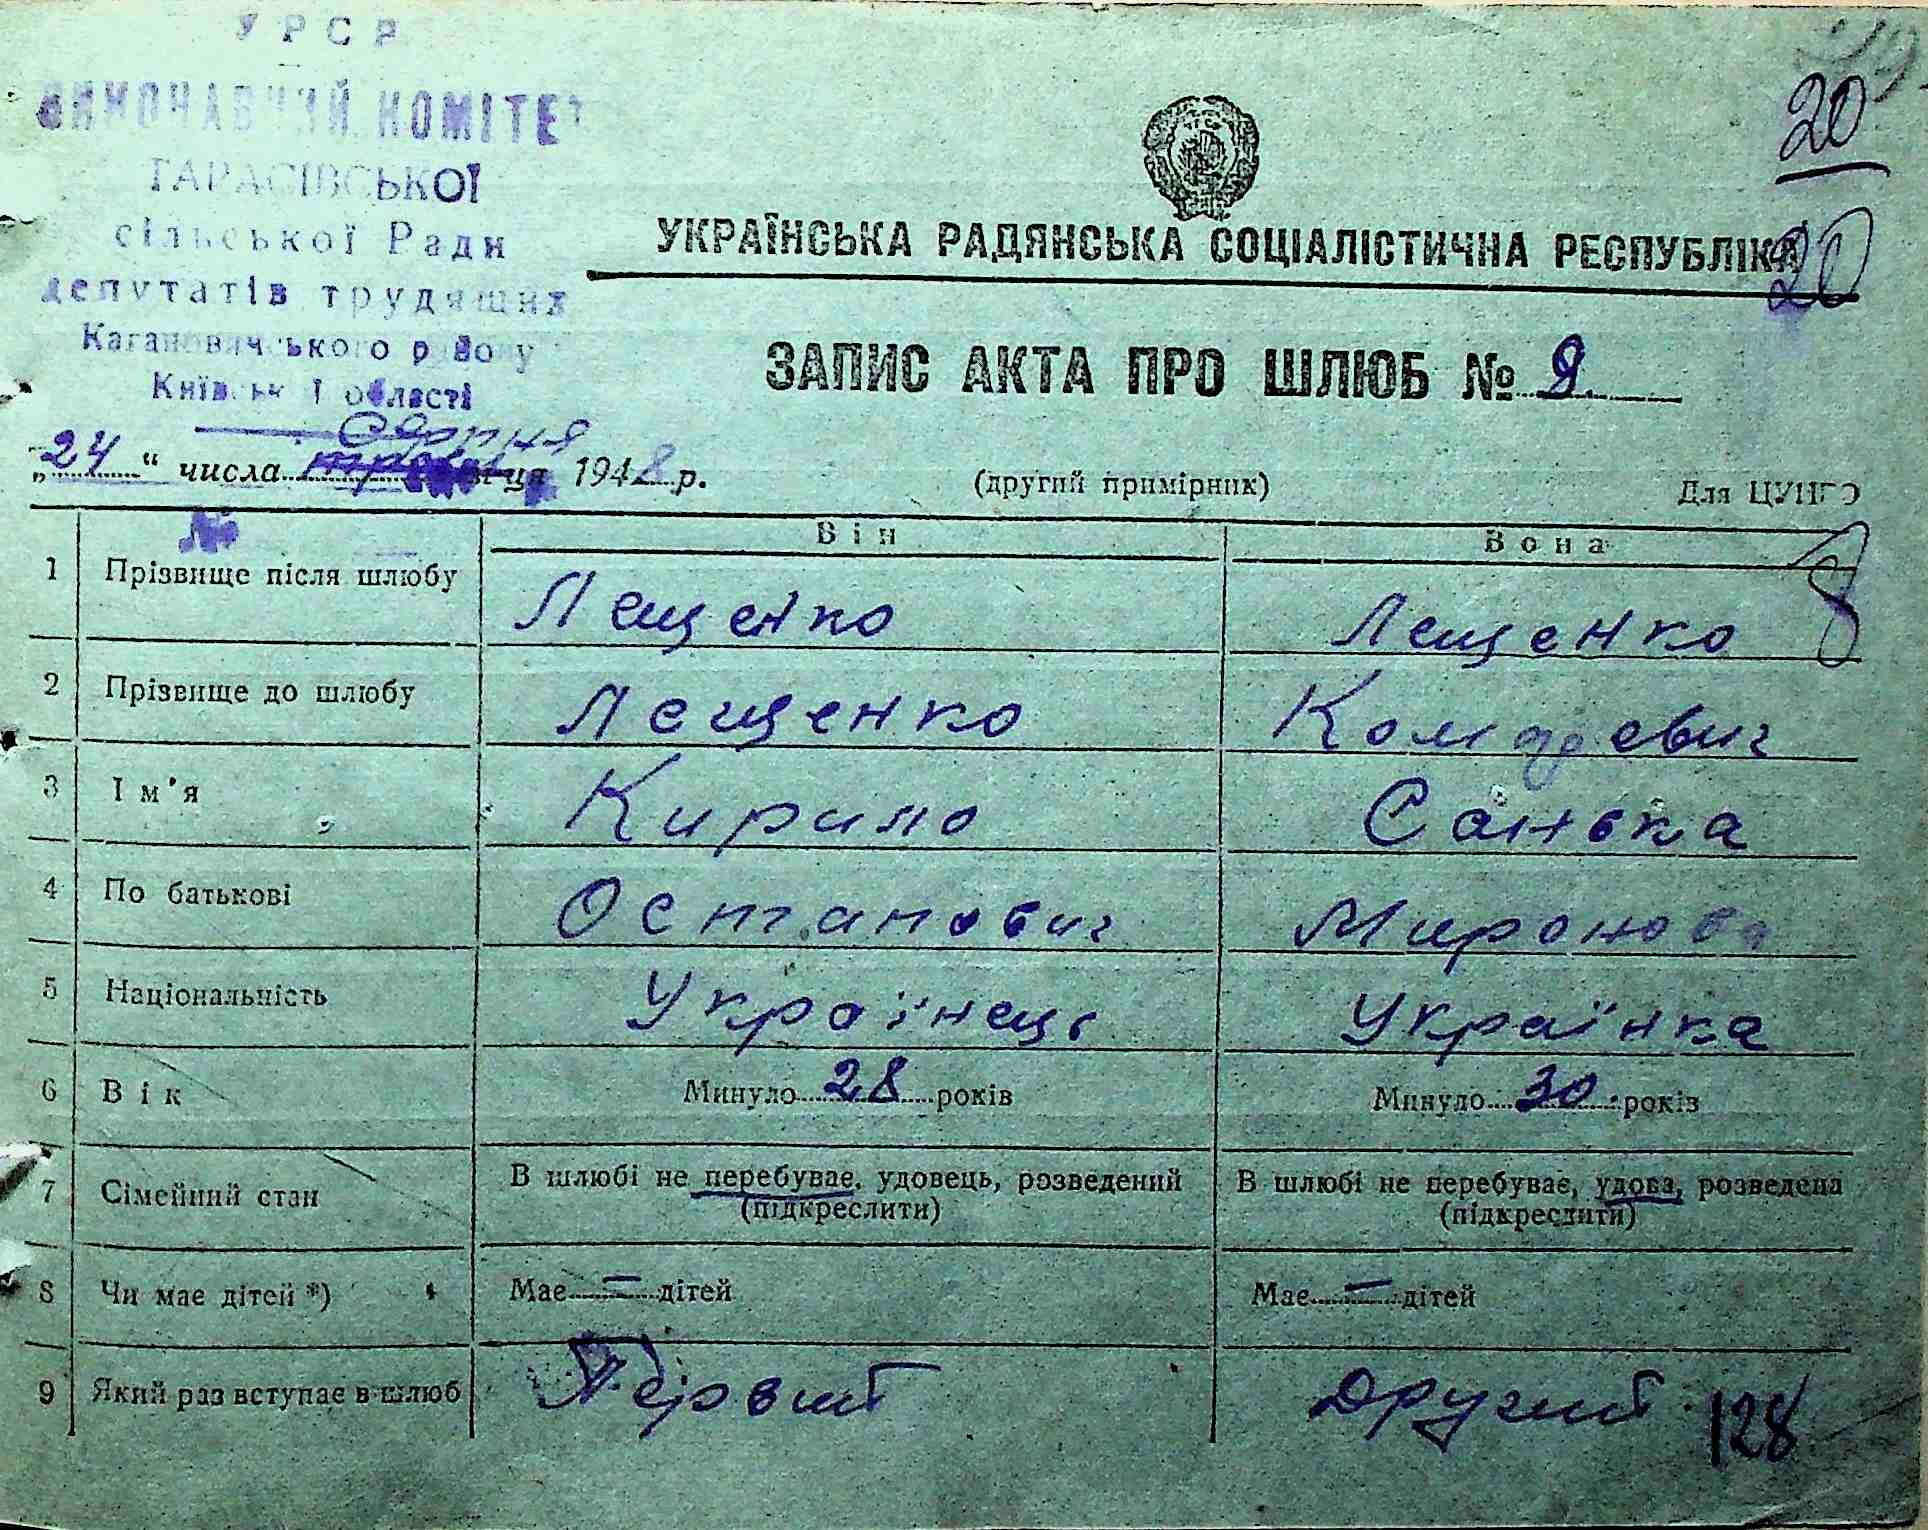 УРСР
ВИКОНАВЧИЙ КОМІТЕТ
ТАРАСІВСЬКОЇ
сільської Ради
депутатів трудящих
Кагановичського району
Київської області
20
20
УКРАЇНСЬКА РАДЯНСЬКА СОЦІАЛІСТИЧНА РЕСПУБЛІКА
ЗАПИС АКТА ПРО ШЛЮБ № 9
серпня
„24“ числа 1948 р.
(другий примірник)
Для ЦУНГО
Він Вона
8
1 Прізвище після шлюбу Лещенко Лещенко
2 Прізвище до шлюбу Лещенко
3 Ім'я Кирило Санька
4 По батькові Остапович Миронова
5 Національність Українець Українка
6 Вік Минуло 28 років Минуло 30 років
7 Сімейний стан В шлюбі не перебуває, удовець, розведений (підкреслити) В шлюбі не перебуває, удова, розведена (підкреслити)
8 Чи має дітей *) Має — дітей Має — дітей
9 Який раз вступає в шлюб Первий Другий
128